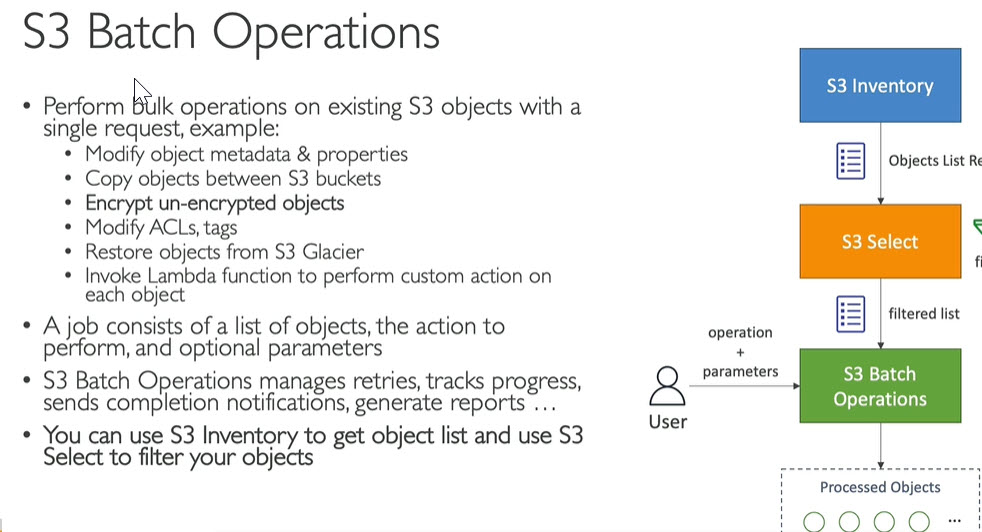 S3 Batch Operations
• Perform bulk operations on existing S3 objects with a
single request, example:
• Modify object metadata & properties
• Copy objects between S3 buckets
• Encrypt un-encrypted objects
• Modify ACLs, tags
• Restore objects from S3 Glacier
• Invoke Lambda function to perform custom action on
each object
• A job consists of a list of objects, the action to
perform, and optional parameters
• S3 Batch Operations manages retries, tracks progress,
sends completion notifications, generate reports …
• You can use S3 Inventory to get object list and use S3
Select to filter your objects
S3 Inventory
Objects List
S3 Select
filtered list
operation
+
parameters
User
S3 Batch
Operations
Processed Objects
...